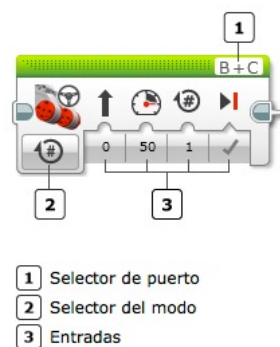 1
B+C
#
#
0 50 1
2
3
1 Selector de puerto
2 Selector del modo
3 Entradas